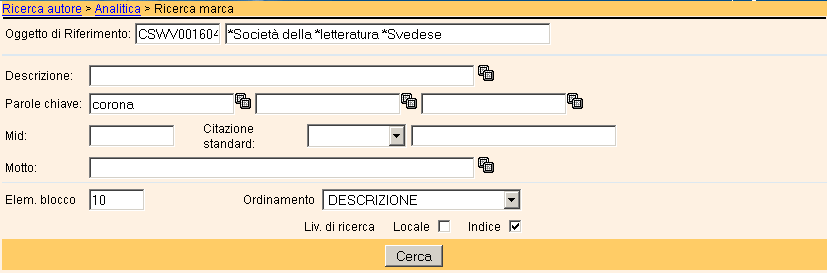 Ricerca autore > Analitica > Ricerca marca
Oggetto di Riferimento: CSWV001604 *Società della *letteratura *Svedese
Descrizione:
Parole chiave: corona
Mid: Citazione standard:
Motto:
Elem. blocco 10 Ordinamento DESCRIZIONE
Liv. di ricerca Locale Indice
Cerca